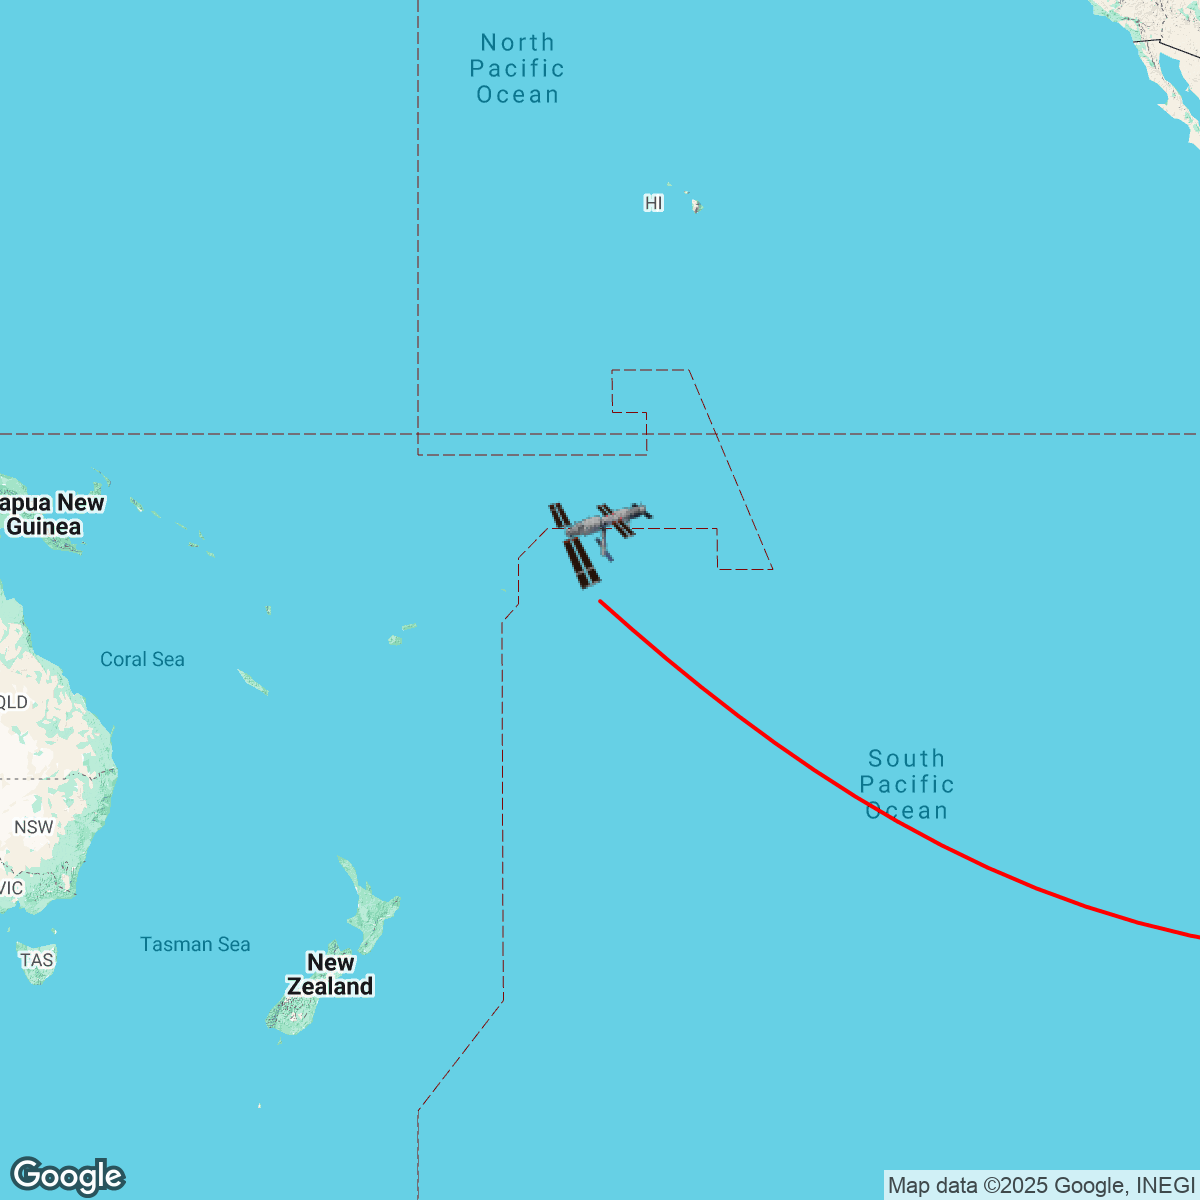 North
Pacific
Ocean
HI
apua New
Guinea
Coral Sea
QLD
South
Pacific
Ocean
NSW
VIC
Tasman Sea
TAS
New
Zealand
Google
Map data ©2025 Google, INEGI